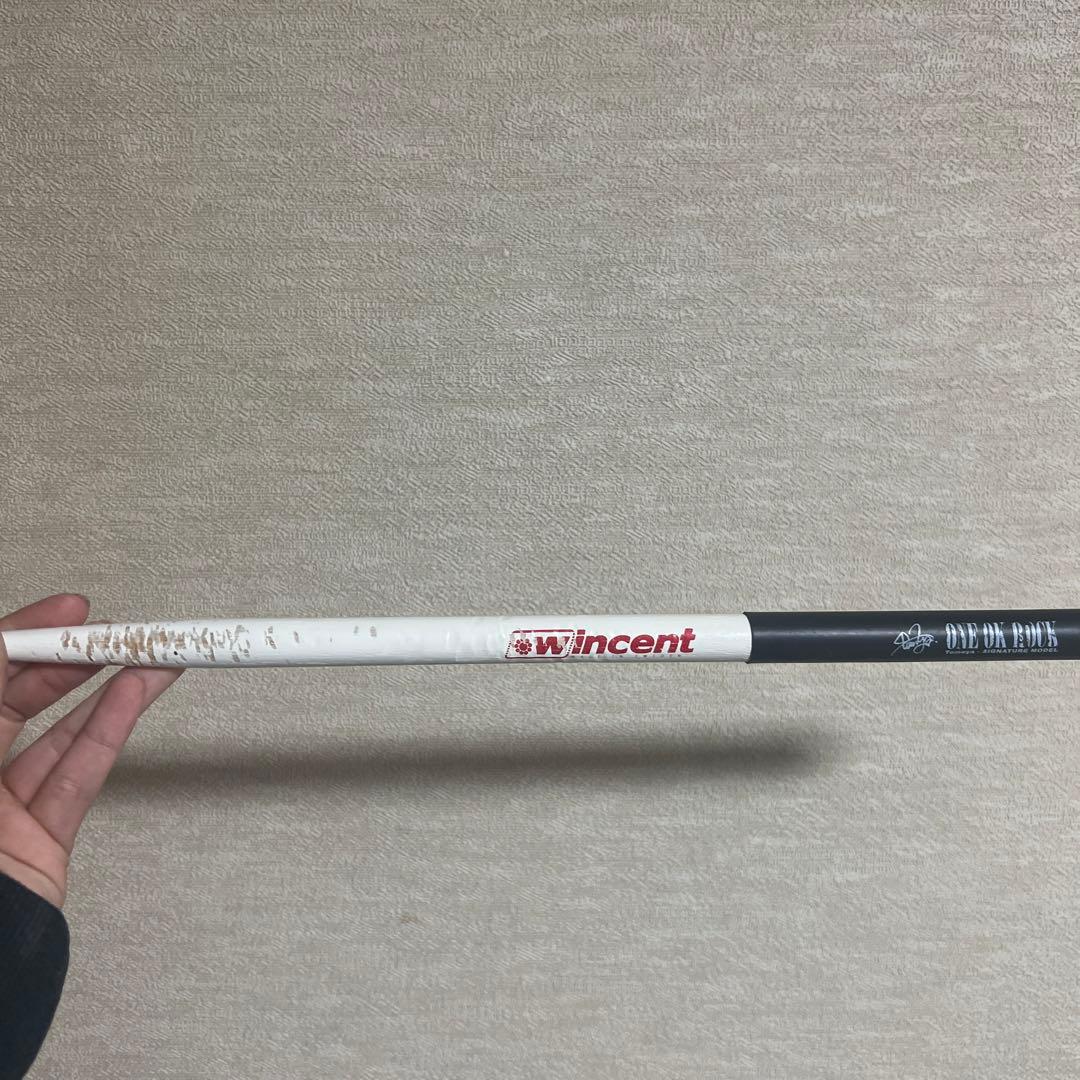 wincent
ONE OK ROCK
Tomoya - SIGNATURE MODEL